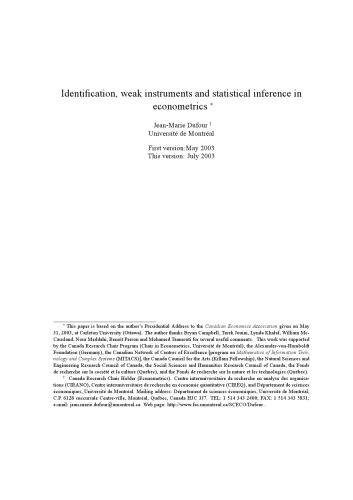 Identification, weak instruments and statistical inference in
econometrics *
Jean-Marie Dufour †
Université de Montréal
First version: May 2003
This version: July 2003
* This paper is based on the author's Presidential Address to the Canadian Economics Association given on May
31, 2003, at Carleton University (Ottawa). The author thanks Bryan Campbell, Tarek Jouini, Lynda Khalaf, William Mc-
Causland, Nour Meddahi, Benoît Perron and Mohamed Taamouti for several useful comments. This work was supported
by the Canada Research Chair Program (Chair in Econometrics, Université de Montréal), the Alexander-von-Humboldt
Foundation (Germany), the Canadian Network of Centres of Excellence [program on Mathematics of Information Tech-
nology and Complex Systems (MITACS)], the Canada Council for the Arts (Killam Fellowship), the Natural Sciences and
Engineering Research Council of Canada, the Social Sciences and Humanities Research Council of Canada, the Fonds
de recherche sur la société et la culture (Québec), and the Fonds de recherche sur la nature et les technologies (Québec).
† Canada Research Chair Holder (Econometrics). Centre interuniversitaire de recherche en analyse des organisa-
tions (CIRANO), Centre interuniversitaire de recherche en économie quantitative (CIREQ), and Département de sciences
économiques, Université de Montréal. Mailing address: Département de sciences économiques, Université de Montréal,
C.P. 6128 succursale Centre-ville, Montréal, Québec, Canada H3C 3J7. TEL: 1 514 343 2400; FAX: 1 514 343 5831;
e-mail: jean.marie.dufour@umontreal.ca. Web page: http://www.fas.umontreal.ca/SCECO/Dufour .